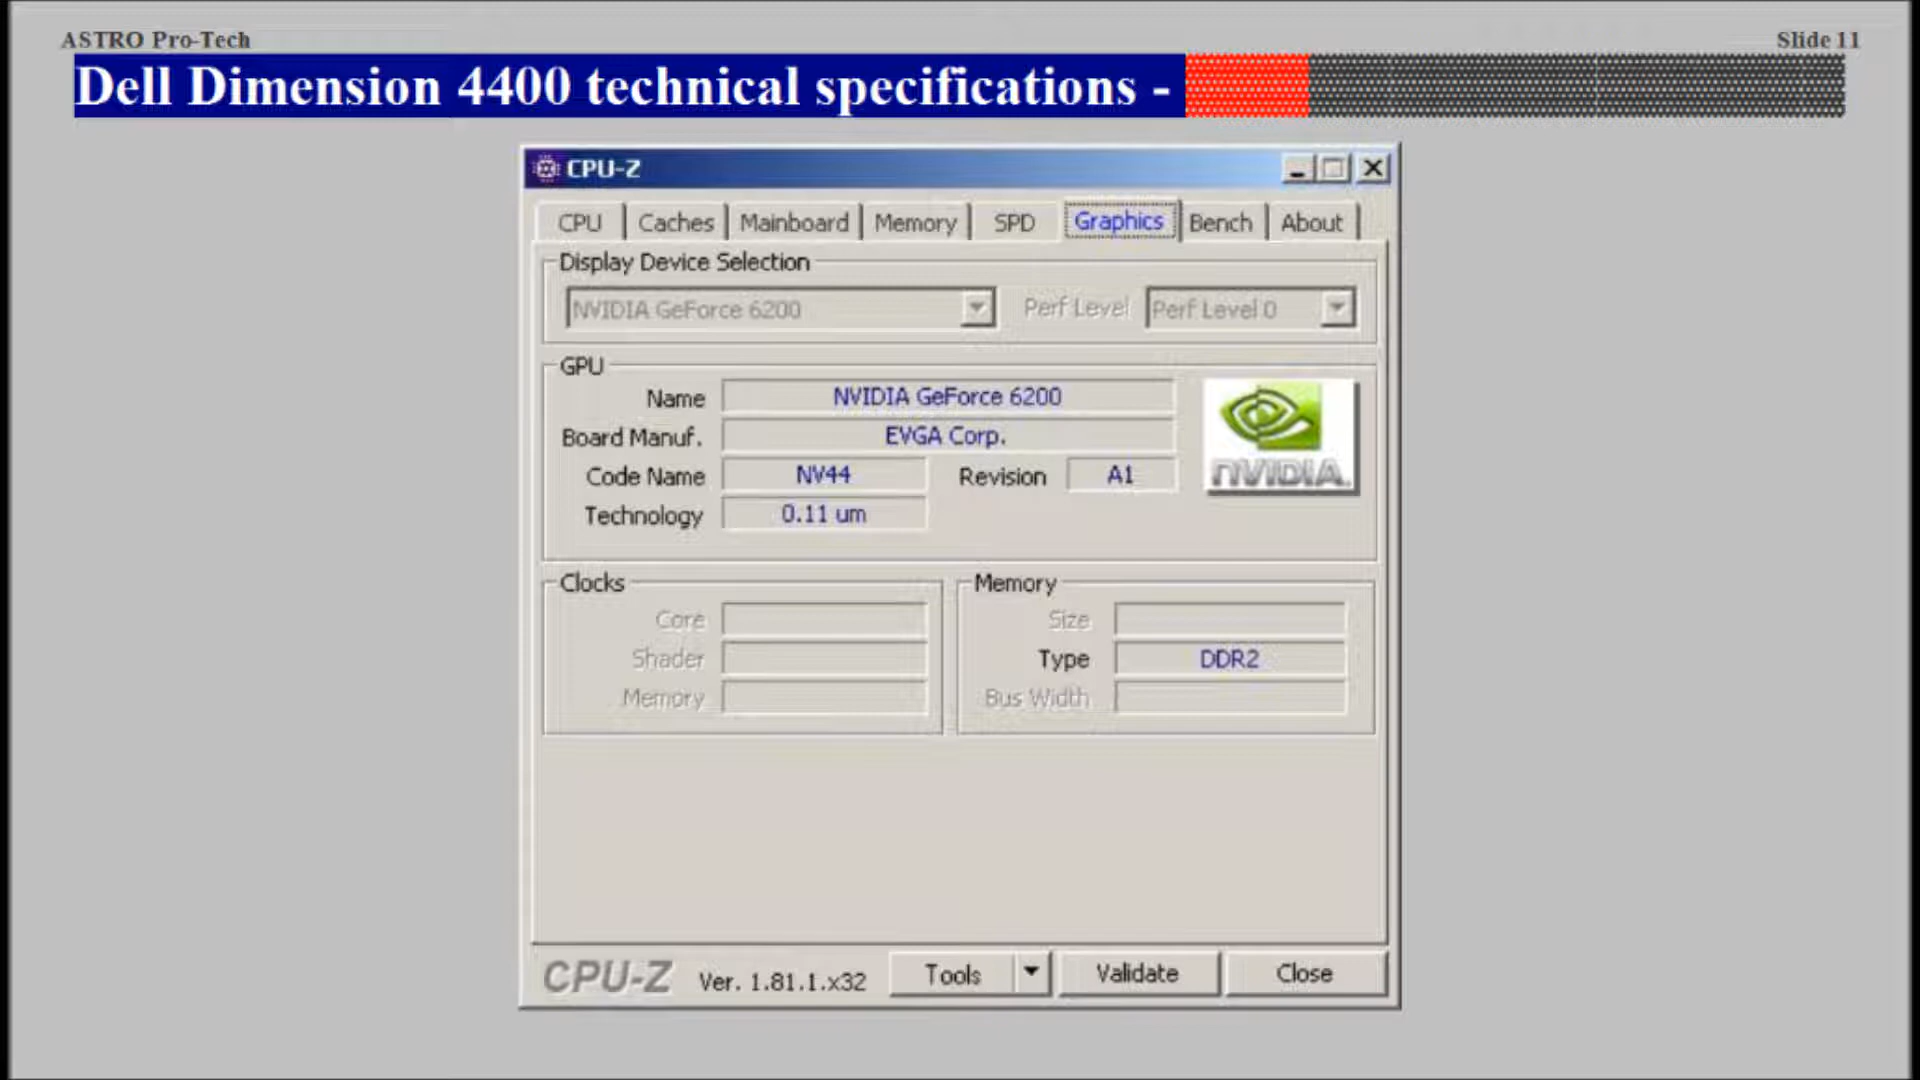 ASTRO Pro-Tech
Slide 11
Dell Dimension 4400 technical specifications -
CPU-Z
CPU Caches Mainboard Memory SPD Graphics Bench About
Display Device Selection
NVIDIA GeForce 6200 Perf Level Perf Level 0
GPU
Name NVIDIA GeForce 6200
Board Manuf. EVGA Corp.
Code Name NV44 Revision A1
Technology 0.11 um
NVIDIA.
Clocks
Core
Shader
Memory
Memory
Size
Type DDR2
Bus Width
CPU-Z Ver. 1.81.1.x32 Tools Validate Close